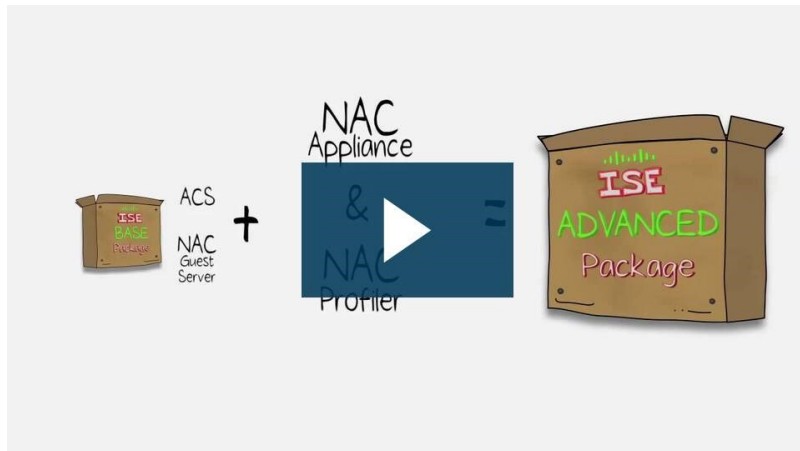 ISE
BASE
Package
ACS
NAC
Guest
Server
+
NAC
Appliance
&
NAC
Profiler
=
ISE
ADVANCED
Package